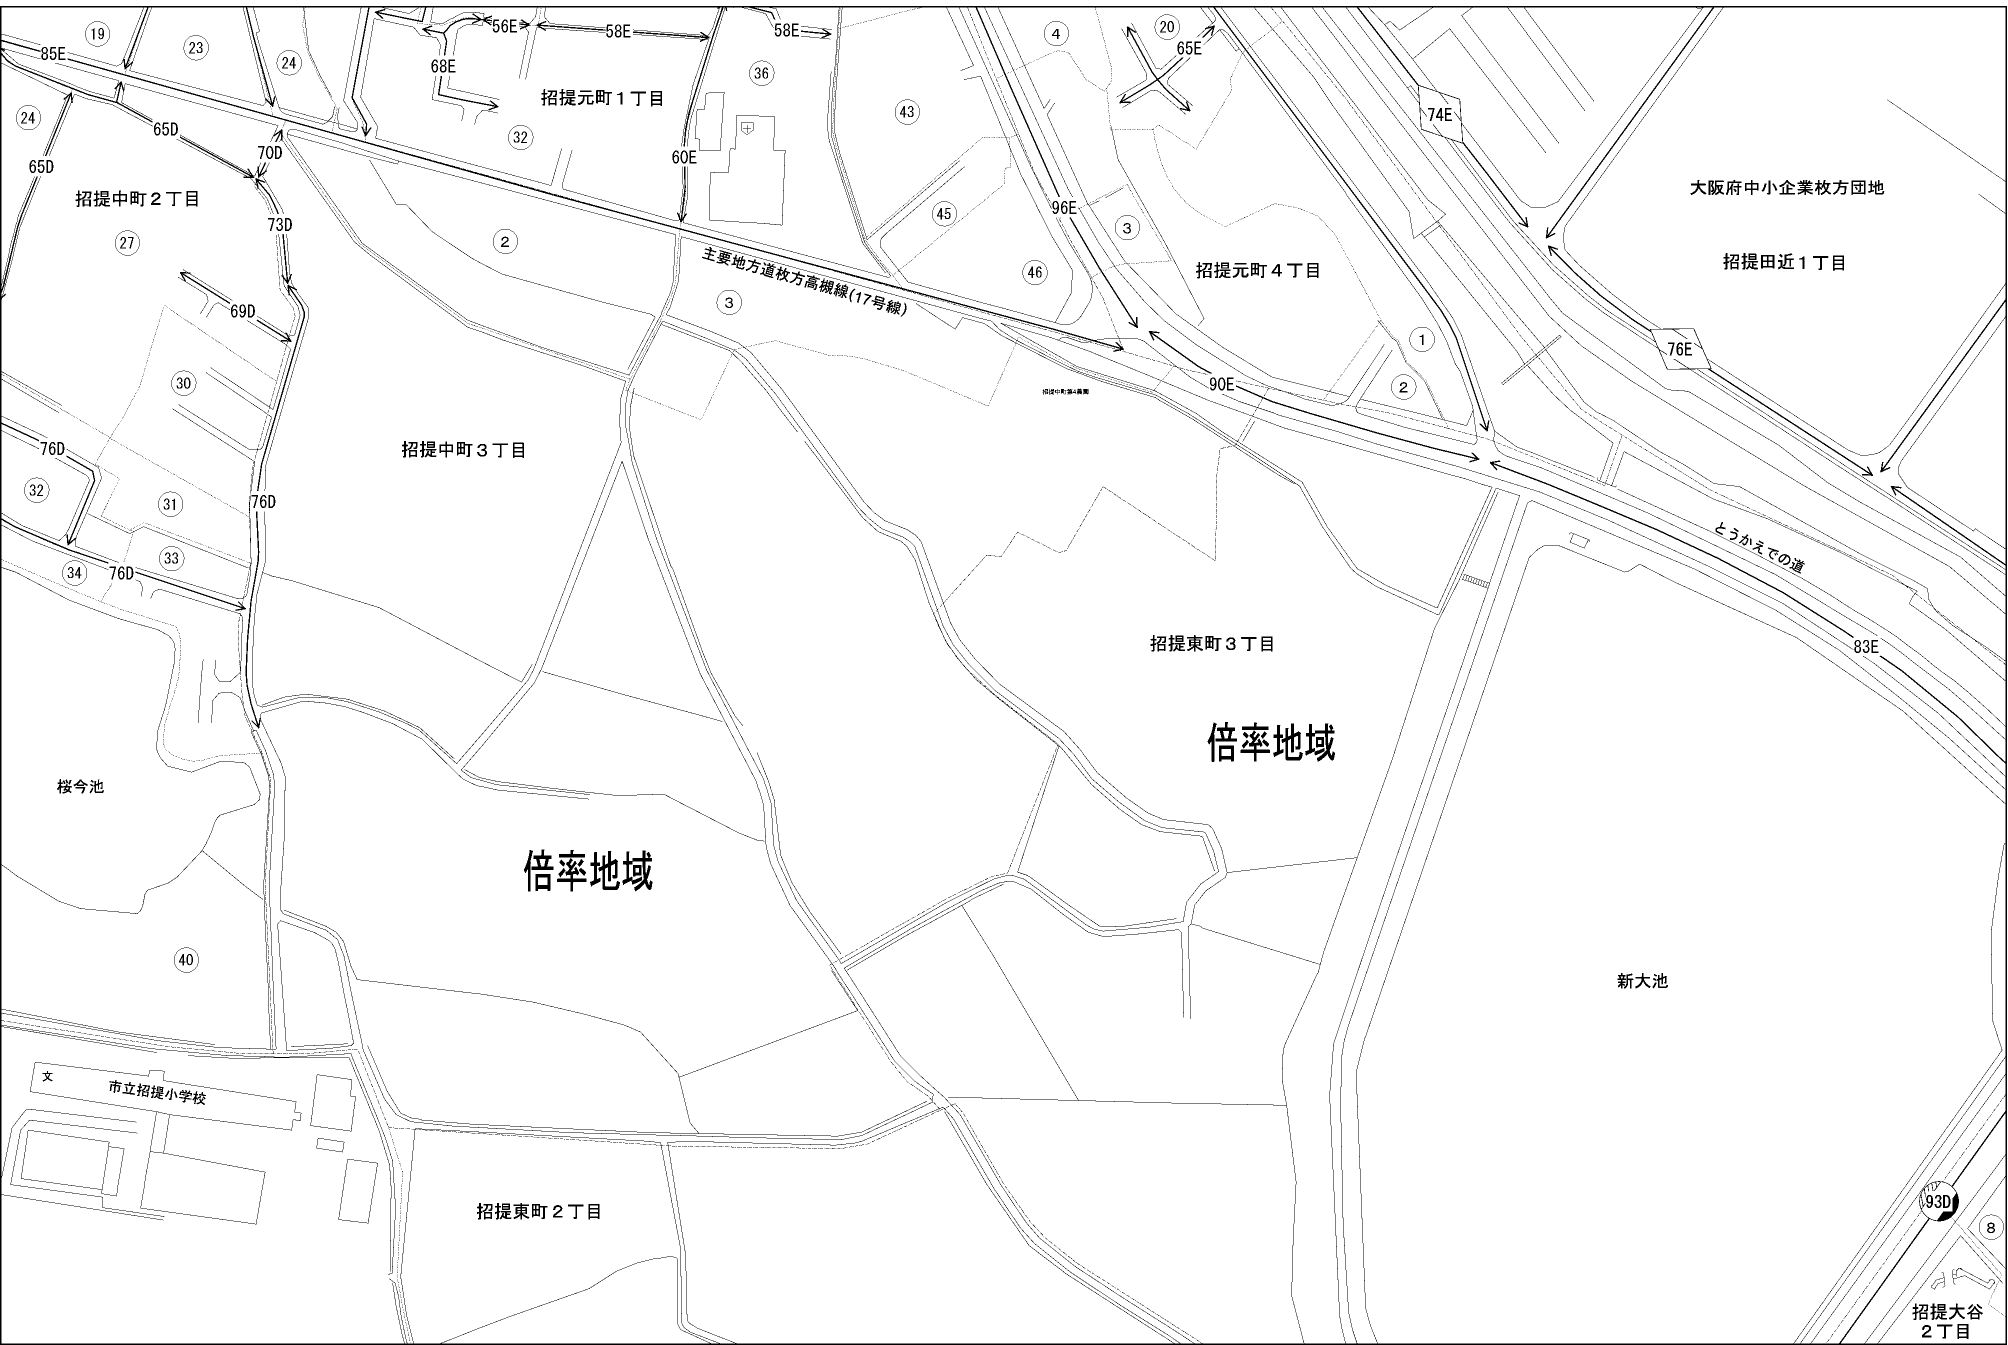 19
23
24
85E
56E
58E
58E
68E
36
4
20
65E
74E
招提元町1丁目
32
43
24
65D
65D
70D
60E
大阪府中小企業枚方団地
招提中町2丁目
73D
27
2
45
96E
3
招提元町4丁目
招提田近1丁目
主要地方道枚方高槻線(17号線)
46
3
69D
1
76E
30
招提中町第4農園
90E
2
76D
招提中町3丁目
32
31
76D
とうかえでの道
33
34
76D
招提東町3丁目
83E
倍率地域
桜今池
倍率地域
40
新大池
文
市立招提小学校
招提東町2丁目
93D
8
招提大谷
2丁目